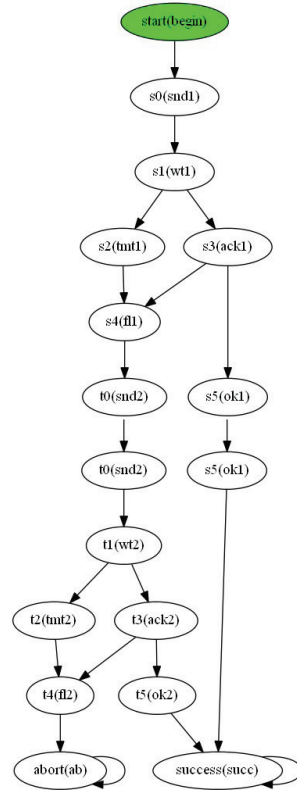 start(begin)
s0(snd1)
s1(wt1)
s2(tmt1) s3(ack1)
s4(fl1)
t0(snd2) s5(ok1)
t0(snd2) s5(ok1)
t1(wt2)
t2(tmt2) t3(ack2)
t4(fl2) t5(ok2)
abort(ab) success(succ)